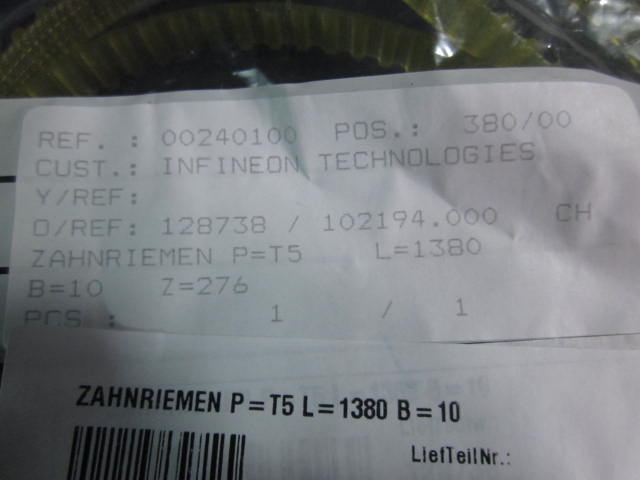 REF. : 00240100 POS.: 380/00
CUST.: INFINEON TECHNOLOGIES
Y/REF:
O/REF: 128738 / 102194.000 CH
ZAHNRIEMEN P=T5 L=1380
B=10 Z=276
PCS : 1 / 1
ZAHNRIEMEN P=T5 L=1380 B=10
LiefTeilNr.: